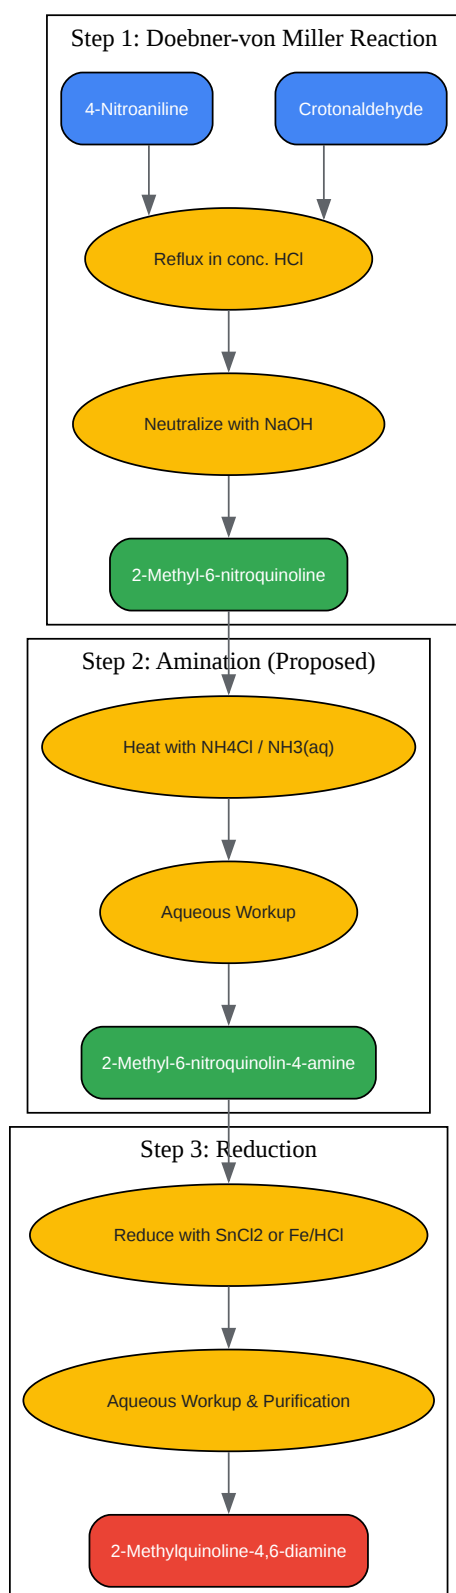 Step 1: Doebner-von Miller Reaction
4-Nitroaniline
Crotonaldehyde
Reflux in conc. HCl
Neutralize with NaOH
2-Methyl-6-nitroquinoline
Step 2: Amination (Proposed)
Heat with NH4Cl / NH3(aq)
Aqueous Workup
2-Methyl-6-nitroquinolin-4-amine
Step 3: Reduction
Reduce with SnCl2 or Fe/HCl
Aqueous Workup & Purification
2-Methylquinoline-4,6-diamine